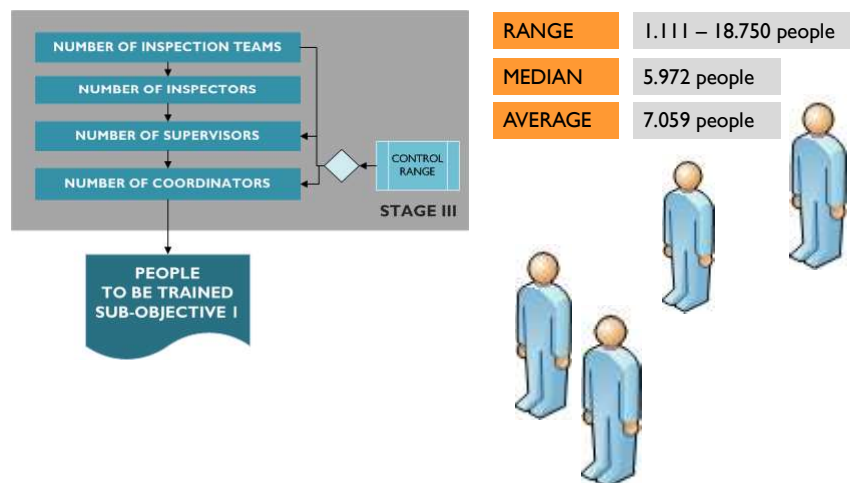 NUMBER OF INSPECTION TEAMS
NUMBER OF INSPECTORS
NUMBER OF SUPERVISORS
NUMBER OF COORDINATORS
CONTROL
RANGE
STAGE III
PEOPLE
TO BE TRAINED
SUB-OBJECTIVE I
RANGE
1.111 – 18.750 people
MEDIAN
5.972 people
AVERAGE
7.059 people